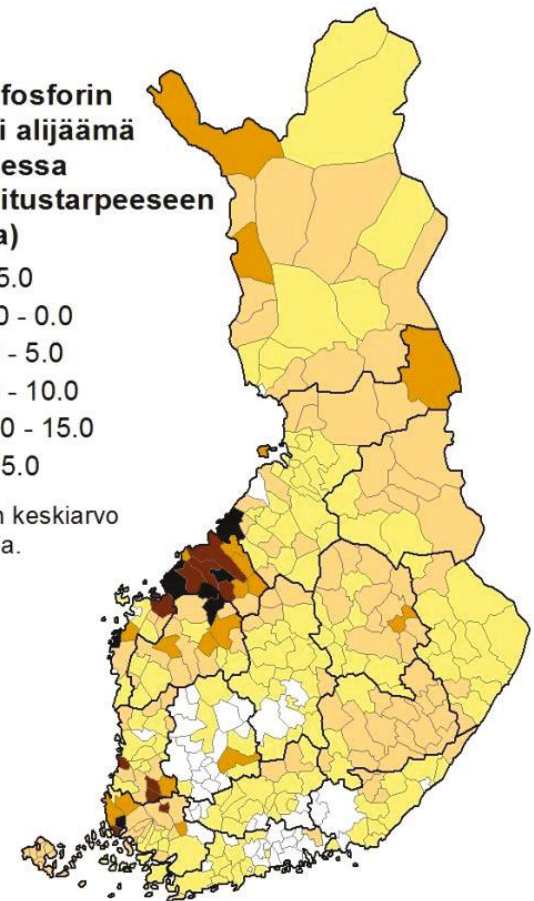 fosforin
i alijäämä
essa
itustarpeeseen
a)
5.0
0 - 0.0
- 5.0
- 10.0
0 - 15.0
5.0
n keskiarvo
a.